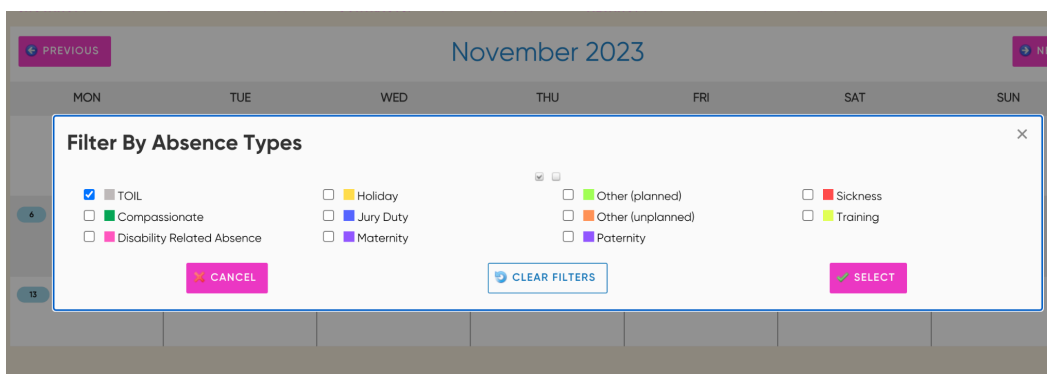 PREVIOUS
November 2023
MON TUE WED THU FRI SAT SUN
Filter By Absence Types
TOIL Holiday Other (planned) Sickness
Compassionate Jury Duty Other (unplanned) Training
Disability Related Absence Maternity Paternity
6
CANCEL CLEAR FILTERS SELECT
13